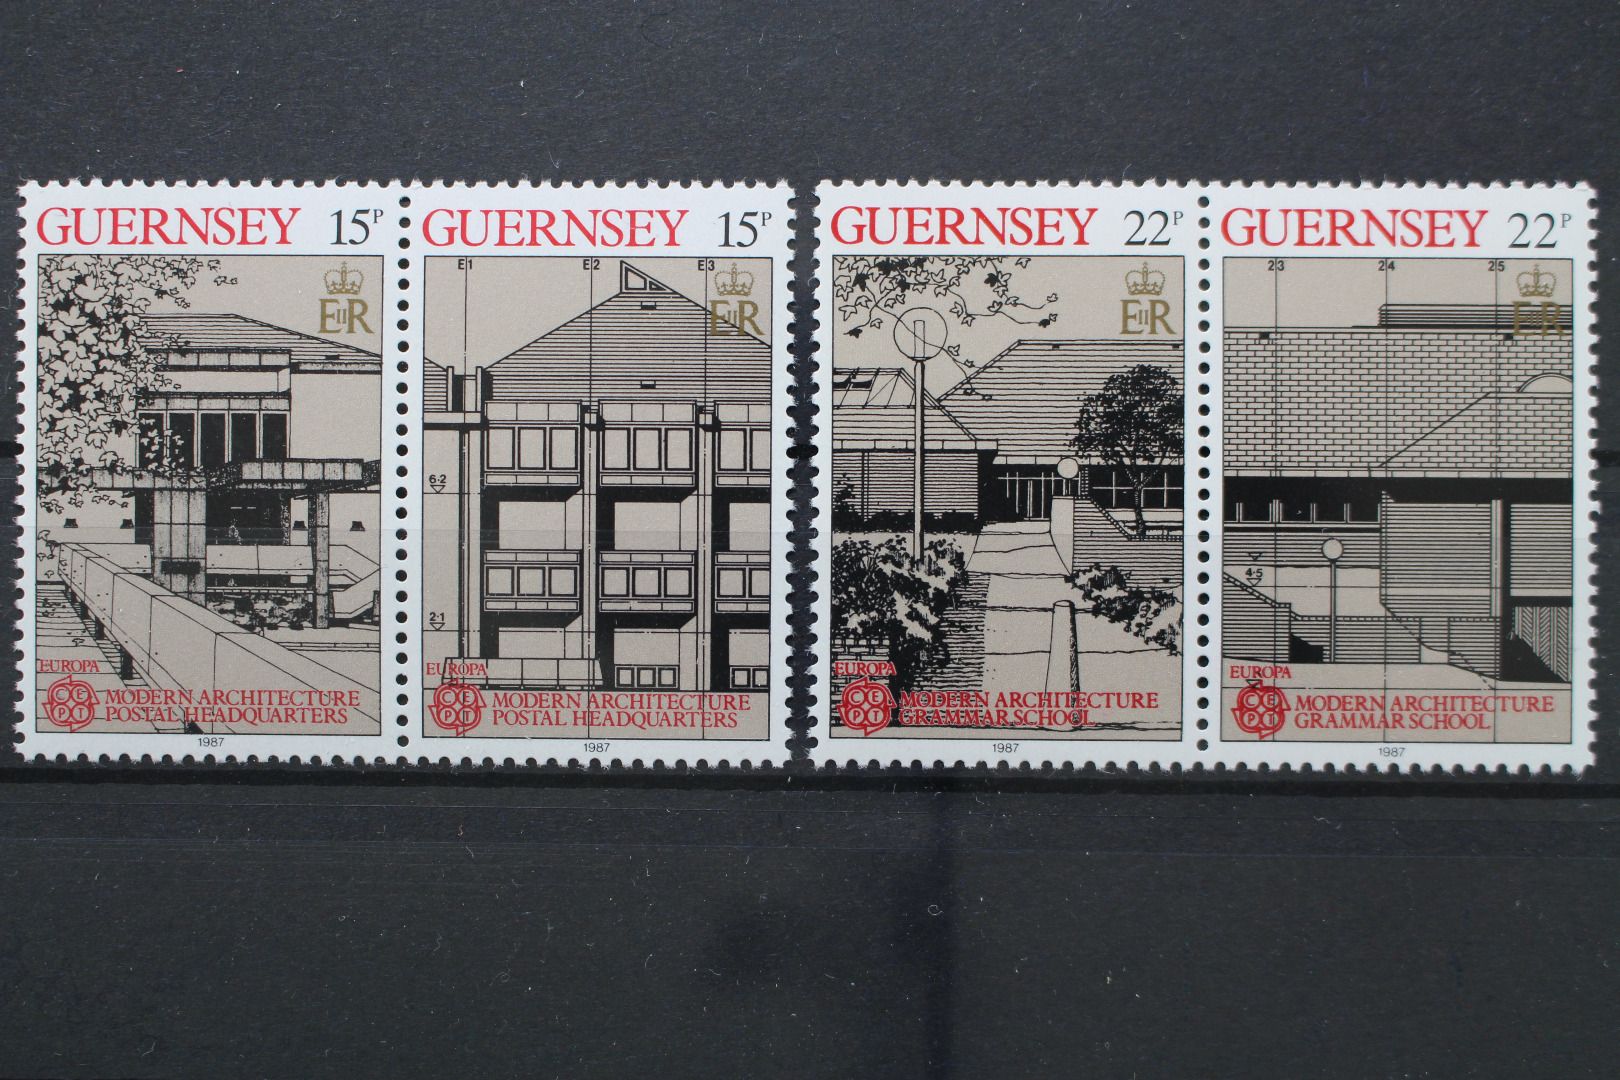 GUERNSEY 15P
EIIR
EUROPA
CEPT
MODERN ARCHITECTURE
POSTAL HEADQUARTERS
1987
GUERNSEY 15P
E1 E2 E3
EIIR
6·2
2·1
EUROPA
CEPT
MODERN ARCHITECTURE
POSTAL HEADQUARTERS
1987
GUERNSEY 22P
EIIR
EUROPA
CEPT
MODERN ARCHITECTURE
GRAMMAR SCHOOL
1987
GUERNSEY 22P
23 24 25
EIIR
4·5
EUROPA
CEPT
MODERN ARCHITECTURE
GRAMMAR SCHOOL
1987